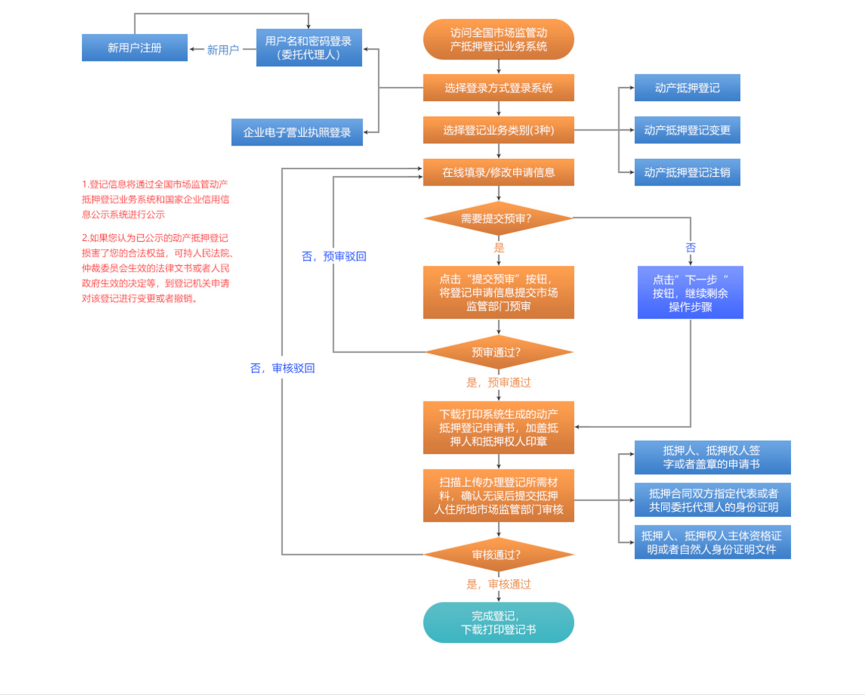 访问全国市场监管动
产抵押登记业务系统
用户名和密码登录
（委托代理人）
新用户
新用户注册
选择登录方式登录系统
企业电子营业执照登录
选择登记业务类别(3种)
动产抵押登记
动产抵押登记变更
动产抵押登记注销
在线填录/修改申请信息
1.登记信息将透过全国市场监管动产
抵押登记业务系统和国家企业信用信
息公示系统进行公示
2.如果您认为已公示的动产抵押登记
损害了您的合法权益，可持人民法院、
仲裁委员会生效的法律文书或者人民
政府生效的决定等，到登记机关申请
对该登记进行变更或者撤销。
需要提交预审？
是
否
否，预审驳回
点击“提交预审”按钮，
将登记申请信息提交市场
监管部门预审
点击”下一步“
按钮，继续剩余
操作步骤
预审通过？
否，审核驳回
是，预审通过
下载打印系统生成的动产
抵押登记申请书，加盖抵
押人和抵押权人印章
扫描上传办理登记所需材
料，确认无误后提交抵押
人住所地市场监管部门审核
抵押人、抵押权人签
字或者盖章的申请书
抵押合同双方指定代表或者
共同委托代理人的身份证明
抵押人、抵押权人主体资格证
明或者自然人身份证明文件
审核通过？
是，审核通过
完成登记，
下载打印登记书